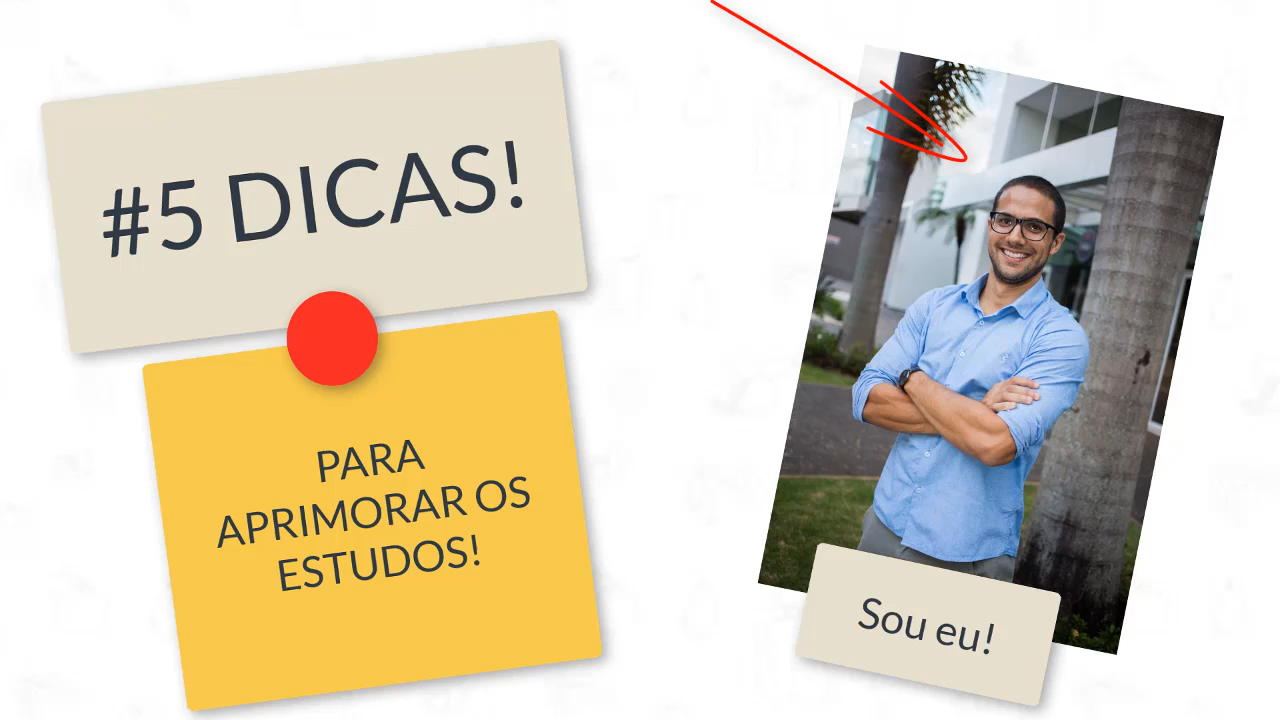 #5 DICAS!
PARA
APRIMORAR OS
ESTUDOS!
Sou eu!